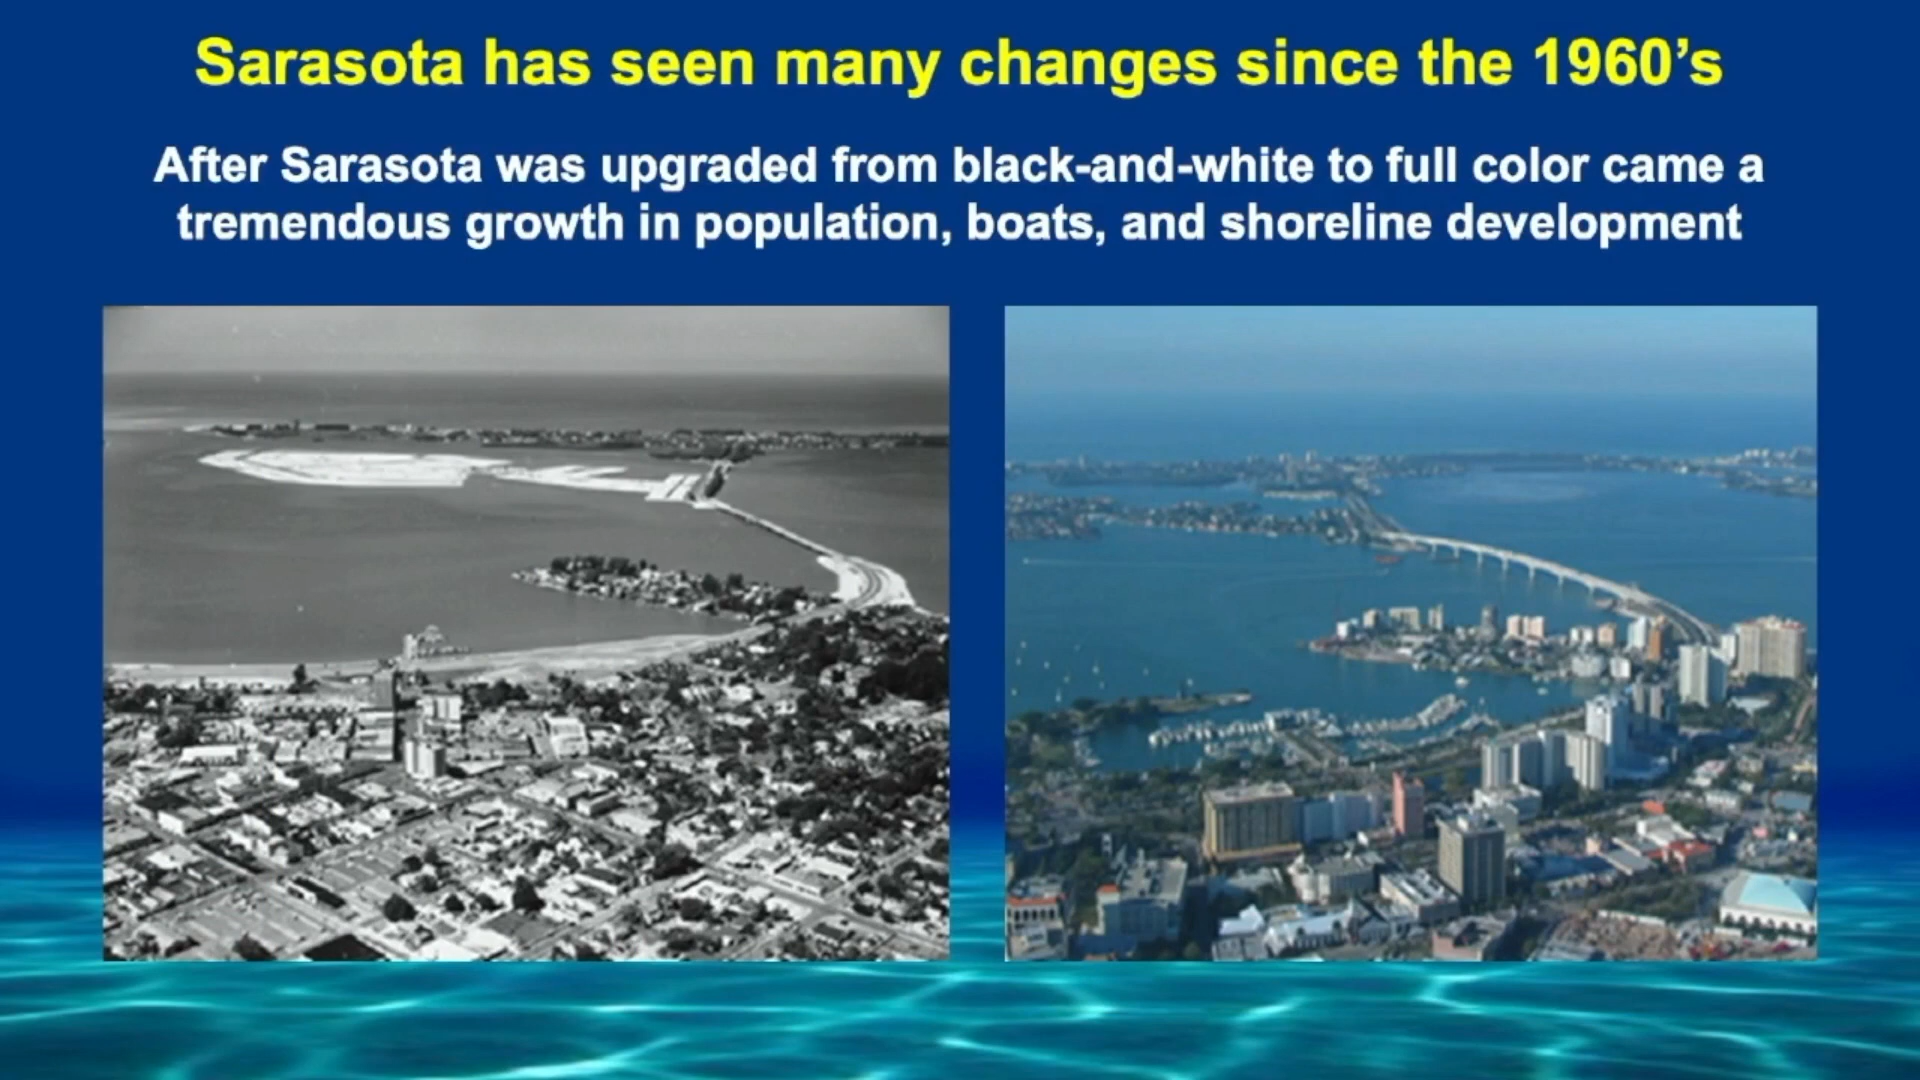 Sarasota has seen many changes since the 1960’s
After Sarasota was upgraded from black-and-white to full color came a
tremendous growth in population, boats, and shoreline development